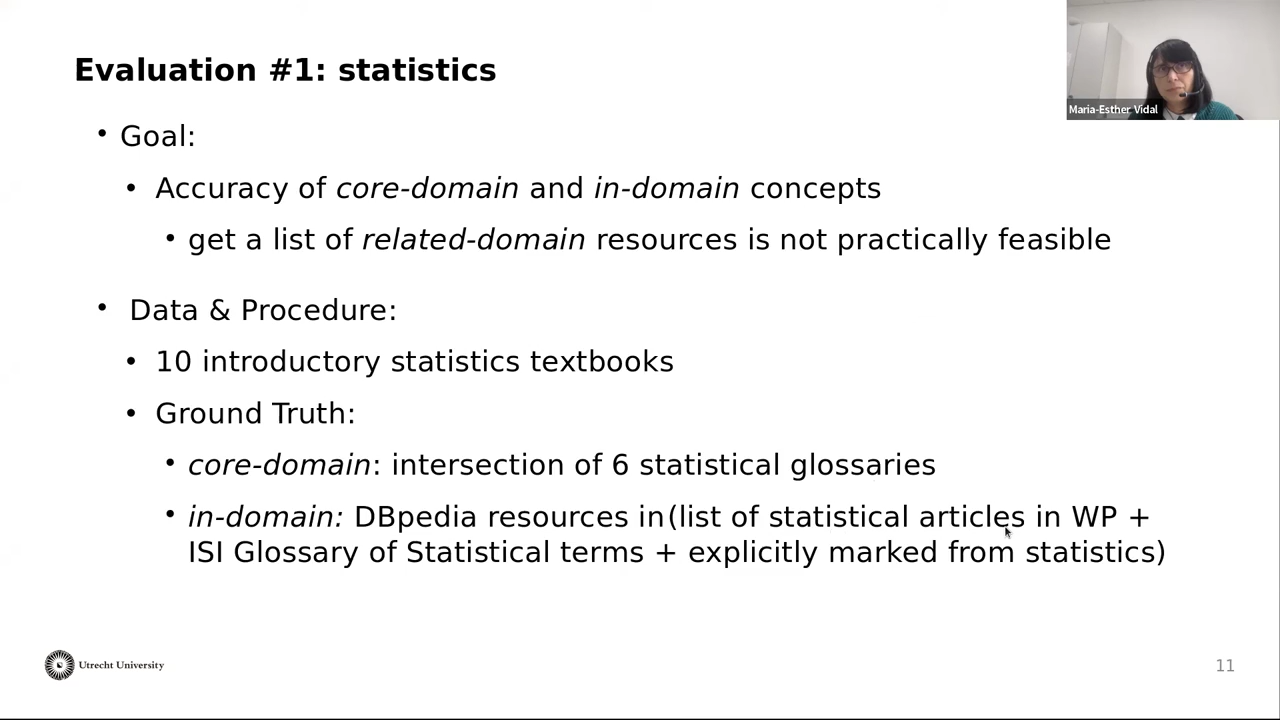 Evaluation #1: statistics
Maria-Esther Vidal
• Goal:
• Accuracy of core-domain and in-domain concepts
• get a list of related-domain resources is not practically feasible
• Data & Procedure:
• 10 introductory statistics textbooks
• Ground Truth:
• core-domain: intersection of 6 statistical glossaries
• in-domain: DBpedia resources in(list of statistical articles in WP +
ISI Glossary of Statistical terms + explicitly marked from statistics)
Utrecht University
11